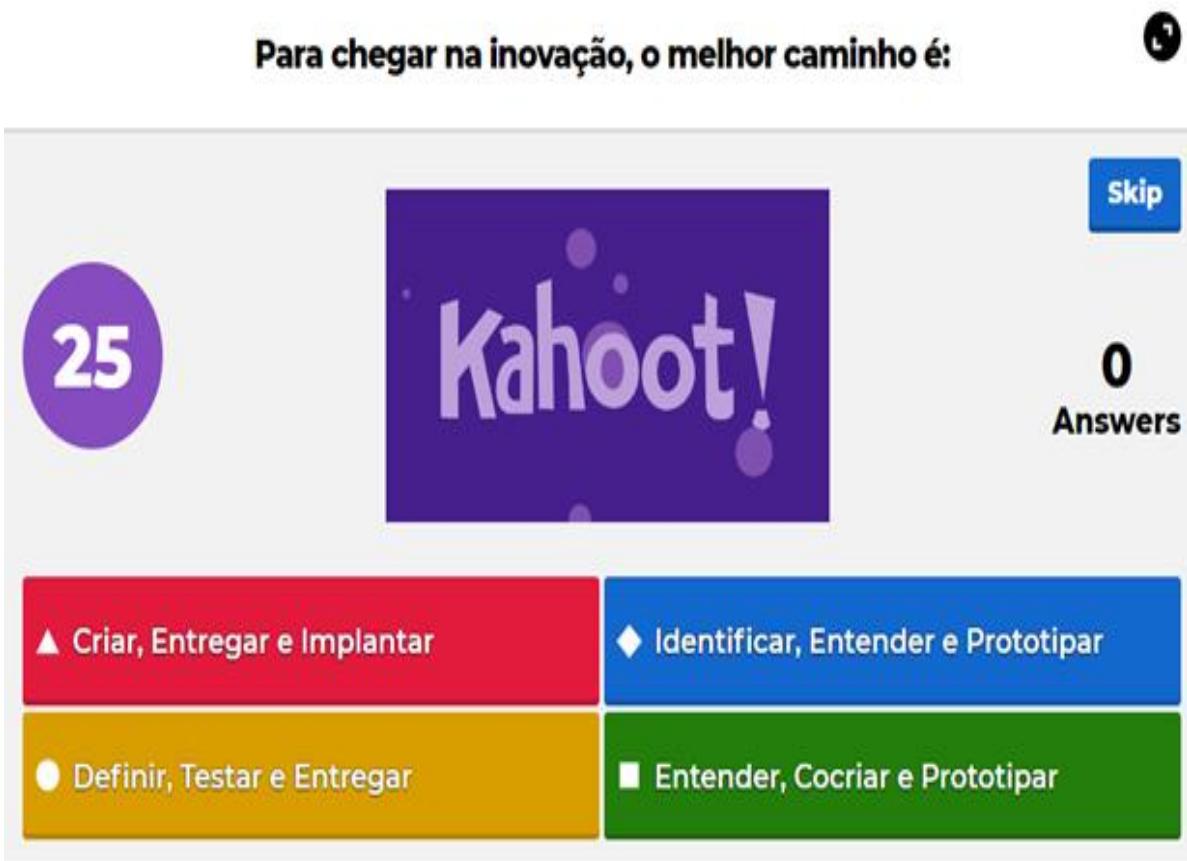 Para chegar na inovação, o melhor caminho é:
Skip
25
Kahoot!
0
Answers
Criar, Entregar e Implantar
Identificar, Entender e Prototipar
Definir, Testar e Entregar
Entender, Cocriar e Prototipar